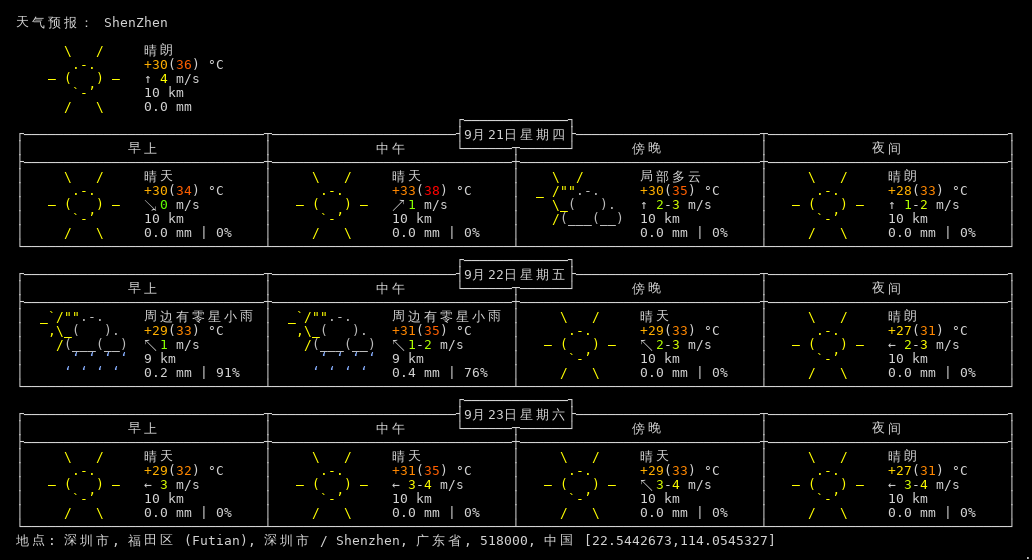 天气预报： ShenZhen
晴朗
+30(36) °C
↑ 4 m/s
10 km
0.0 mm
9月21日星期四
早上 中午 傍晚 夜间
晴天 晴天 局部多云 晴朗
+30(34) °C +33(38) °C +30(35) °C +28(33) °C
↘0 m/s ↗1 m/s ↑ 2-3 m/s ↑ 1-2 m/s
10 km 10 km 10 km 10 km
0.0 mm | 0% 0.0 mm | 0% 0.0 mm | 0% 0.0 mm | 0%
9月22日星期五
早上 中午 傍晚 夜间
周边有零星小雨 周边有零星小雨 晴天 晴朗
+29(33) °C +31(35) °C +29(33) °C +27(31) °C
↖1 m/s ↖1-2 m/s ↖2-3 m/s ← 2-3 m/s
9 km 9 km 10 km 10 km
0.2 mm | 91% 0.4 mm | 76% 0.0 mm | 0% 0.0 mm | 0%
9月23日星期六
早上 中午 傍晚 夜间
晴天 晴天 晴天 晴朗
+29(32) °C +31(35) °C +29(33) °C +27(31) °C
← 3 m/s ← 3-4 m/s ↖3-4 m/s ← 3-4 m/s
10 km 10 km 10 km 10 km
0.0 mm | 0% 0.0 mm | 0% 0.0 mm | 0% 0.0 mm | 0%
地点: 深圳市, 福田区 (Futian), 深圳市 / Shenzhen, 广东省, 518000, 中国 [22.5442673,114.0545327]